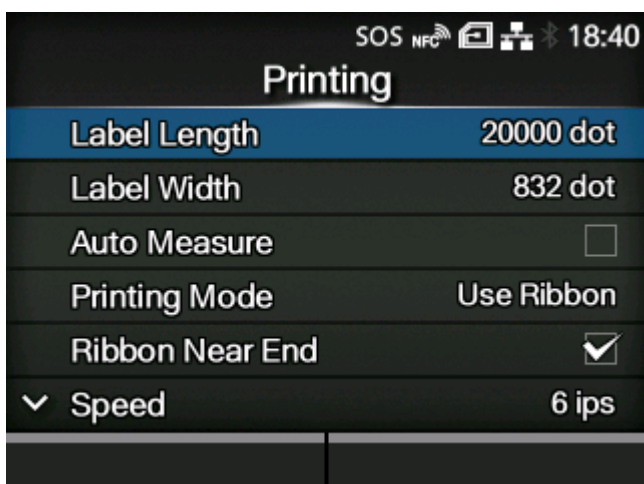 SOS NFC 18:40
Printing
Label Length 20000 dot
Label Width 832 dot
Auto Measure
Printing Mode Use Ribbon
Ribbon Near End
Speed 6 ips